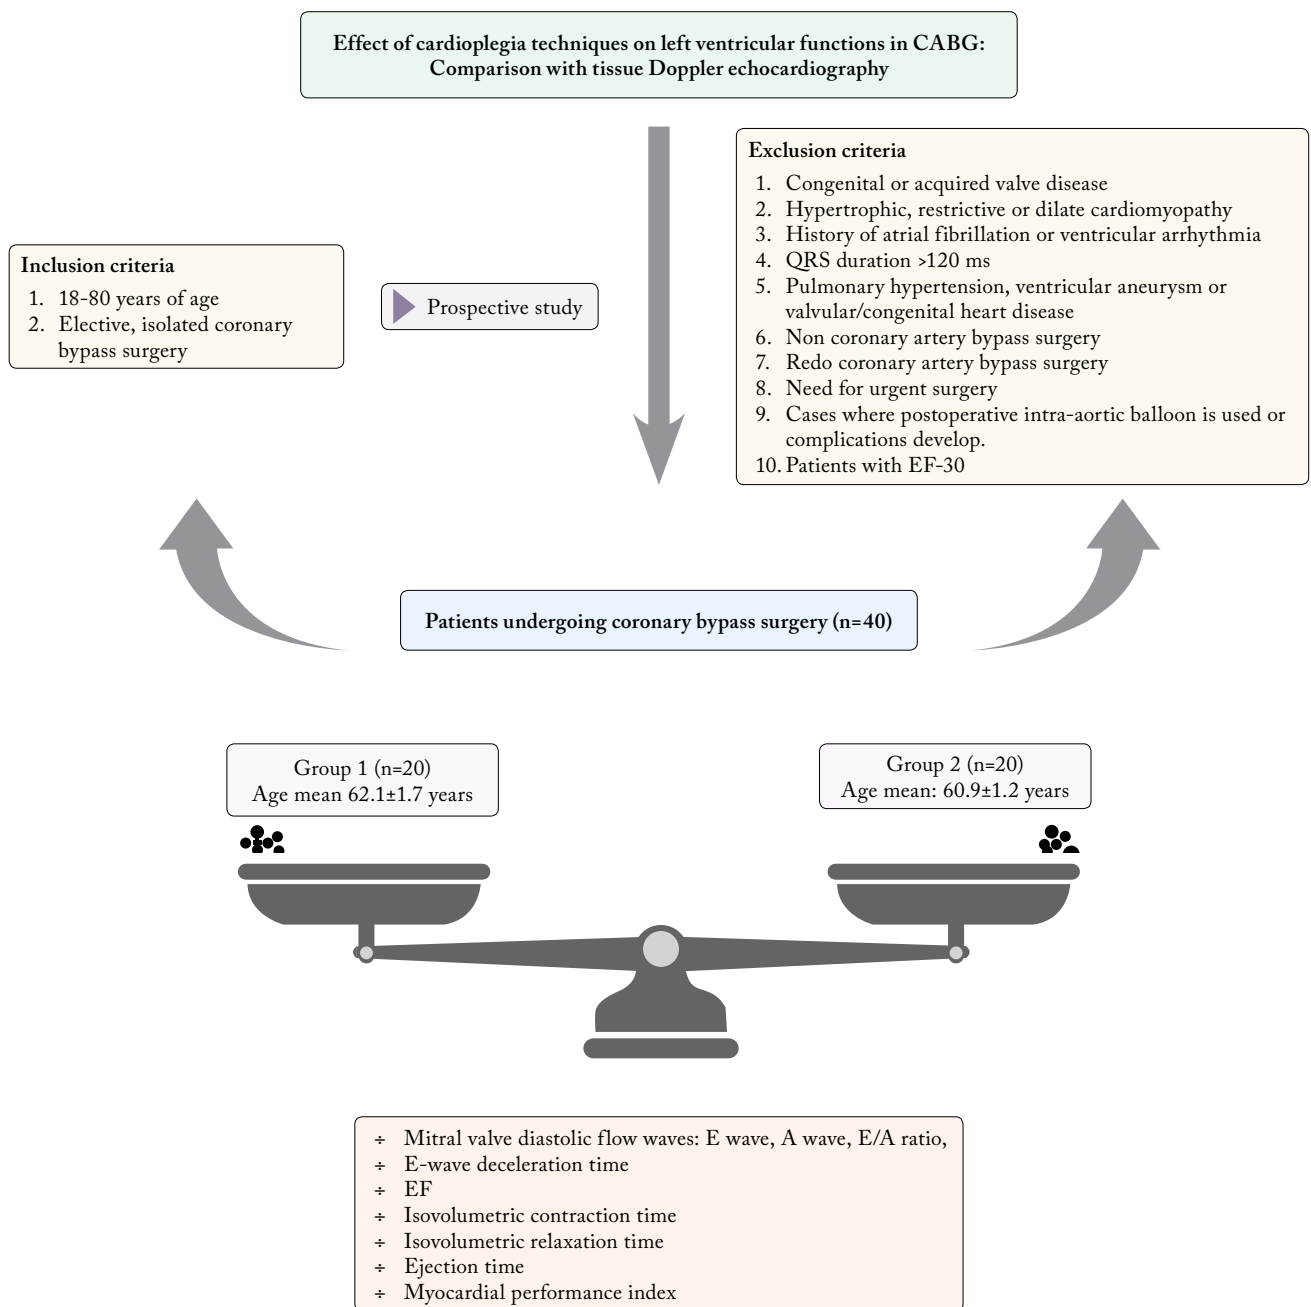 Effect of cardioplegia techniques on left ventricular functions in CABG:
Comparison with tissue Doppler echocardiography
Inclusion criteria
1. 18-80 years of age
2. Elective, isolated coronary
bypass surgery
Prospective study
Exclusion criteria
1. Congenital or acquired valve disease
2. Hypertrophic, restrictive or dilate cardiomyopathy
3. History of atrial fibrillation or ventricular arrhythmia
4. QRS duration >120 ms
5. Pulmonary hypertension, ventricular aneurysm or
valvular/congenital heart disease
6. Non coronary artery bypass surgery
7. Redo coronary artery bypass surgery
8. Need for urgent surgery
9. Cases where postoperative intra-aortic balloon is used or
complications develop.
10. Patients with EF-30
Patients undergoing coronary bypass surgery (n=40)
Group 1 (n=20)
Age mean 62.1±1.7 years
Group 2 (n=20)
Age mean: 60.9±1.2 years
÷ Mitral valve diastolic flow waves: E wave, A wave, E/A ratio,
÷ E-wave deceleration time
÷ EF
÷ Isovolumetric contraction time
÷ Isovolumetric relaxation time
÷ Ejection time
÷ Myocardial performance index